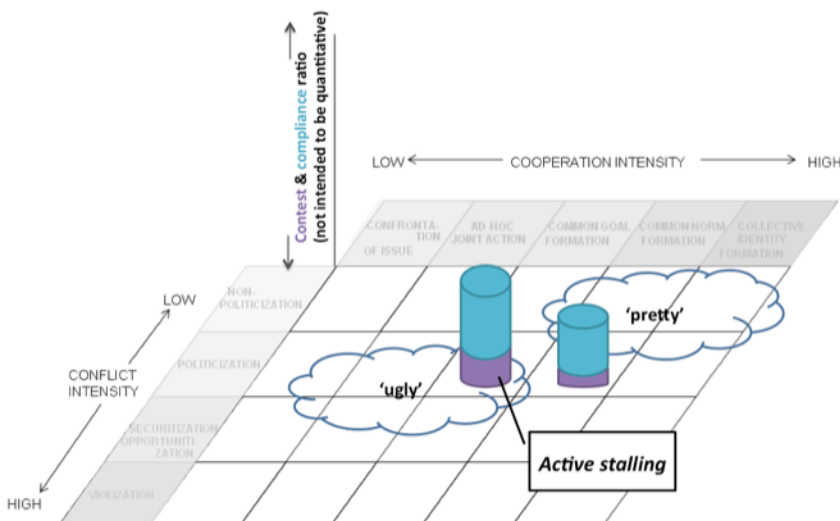 Contest & compliance ratio
(not intended to be quantitative)
LOW
COOPERATION INTENSITY
HIGH
CONFRONTA-
TION
OF ISSUE
AD HOC
JOINT ACTION
COMMON GOAL
FORMATION
COMMON NORM
FORMATION
COLLECTIVE
IDENTITY
FORMATION
LOW
CONFLICT
INTENSITY
HIGH
NON-
POLITICIZATION
POLITICIZATION
SECURITIZATION
OPPORTUNITI-
ZATION
VIOLIZATION
'pretty'
'ugly'
Active stalling